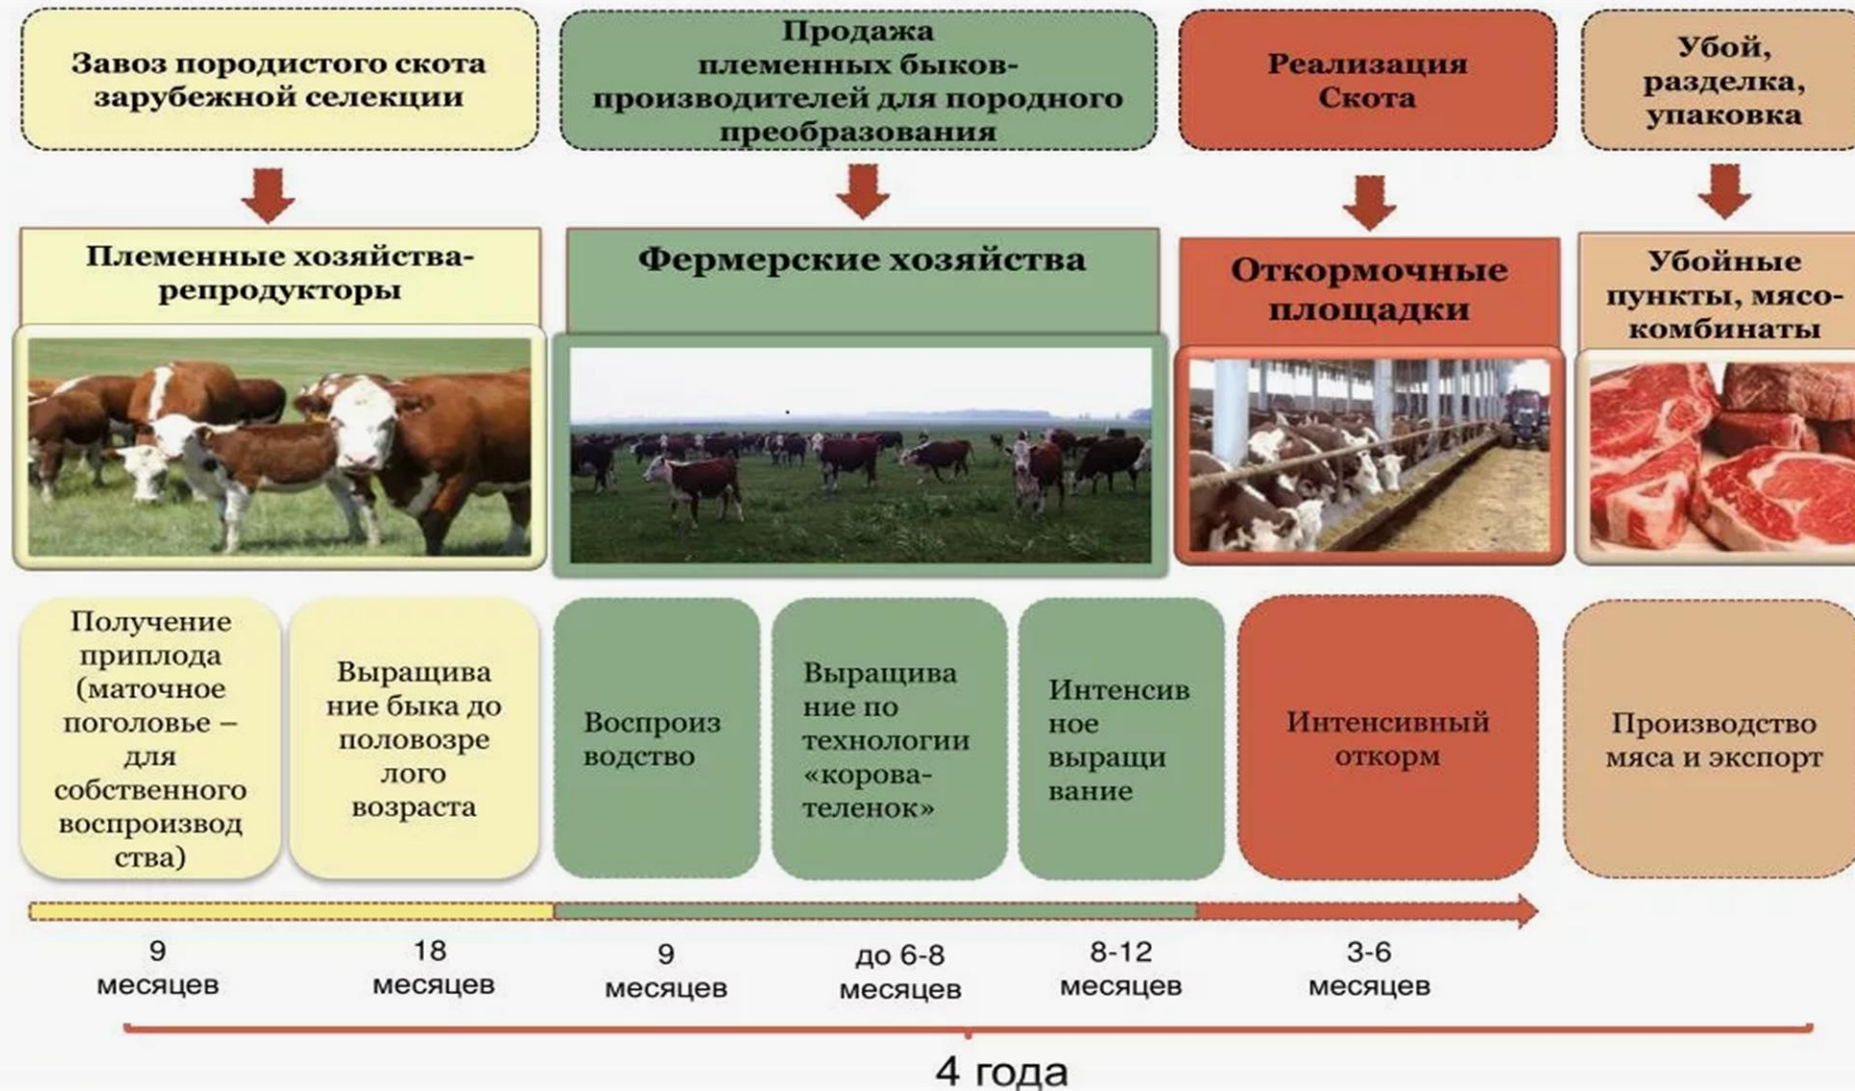 Завоз породистого скота
зарубежной селекции
Продажа
племенных быков-
производителей для породного
преобразования
Реализация
Скота
Убой,
разделка,
упаковка
Племенные хозяйства-
репродукторы
Фермерские хозяйства
Откормочные
площадки
Убойные
пункты, мясо-
комбинаты
Получение
приплода
(маточное
поголовье –
для
собственного
воспроизвод
ства)
Выращива
ние быка до
половозре
лого
возраста
Воспроиз
водство
Выращива
ние по
технологии
«корова-
теленок»
Интенсив
ное
выращи
вание
Интенсивный
откорм
Производство
мяса и экспорт
9
месяцев
18
месяцев
9
месяцев
до 6-8
месяцев
8-12
месяцев
3-6
месяцев
4 года